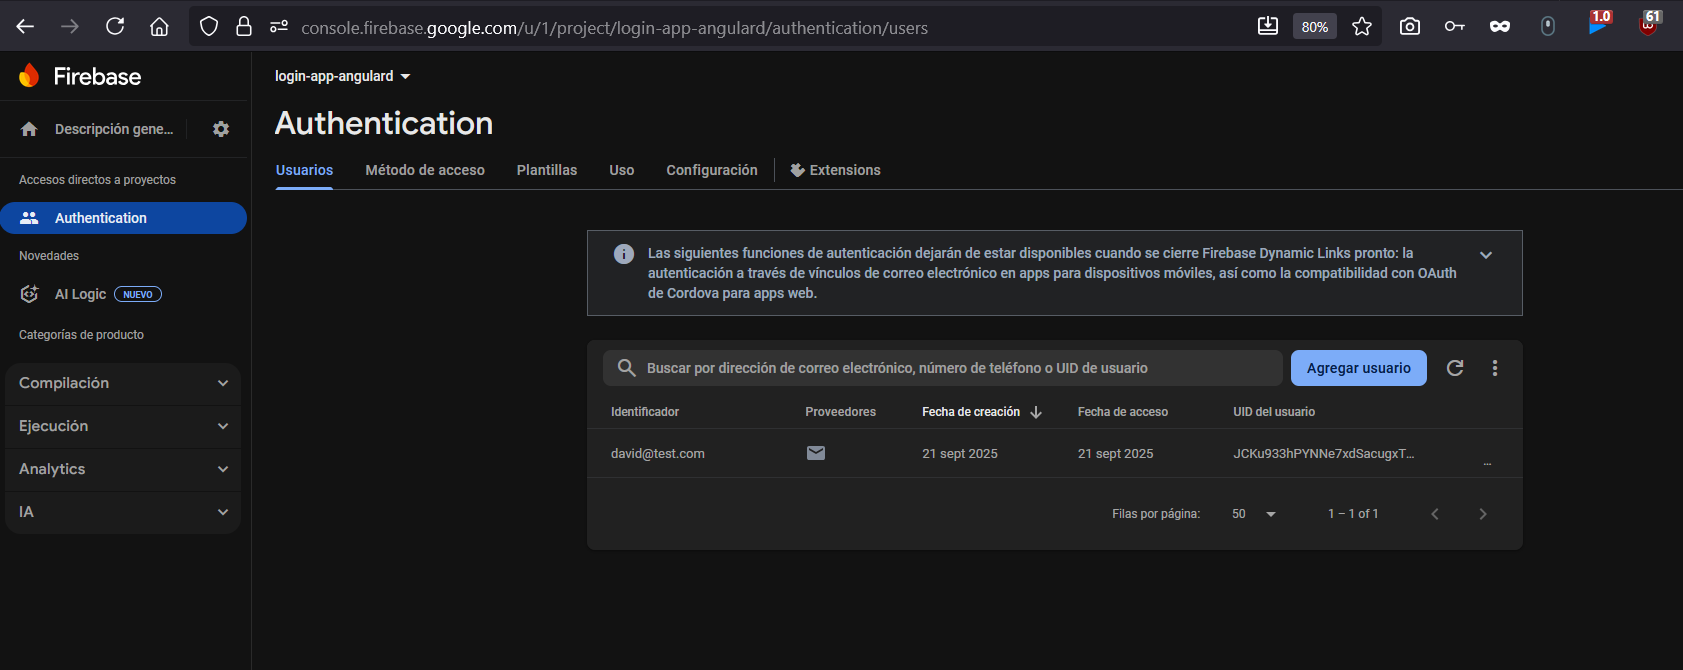 console.firebase.google.com/u/1/project/login-app-angulard/authentication/users
80%
1.0
61
Firebase
login-app-angulard
Descripción gene...
Authentication
Usuarios
Método de acceso
Plantillas
Uso
Configuración
Extensions
Accesos directos a proyectos
Authentication
Novedades
AI Logic
NUEVO
Categorías de producto
Compilación
Ejecución
Analytics
IA
Las siguientes funciones de autenticación dejarán de estar disponibles cuando se cierre Firebase Dynamic Links pronto: la
autenticación a través de vínculos de correo electrónico en apps para dispositivos móviles, así como la compatibilidad con OAuth
de Cordova para apps web.
Buscar por dirección de correo electrónico, número de teléfono o UID de usuario
Agregar usuario
Identificador
Proveedores
Fecha de creación
Fecha de acceso
UID del usuario
david@test.com
21 sept 2025
21 sept 2025
JCKu933hPYNNe7xdSacugxT...
...
Filas por página:
50
1 – 1 of 1